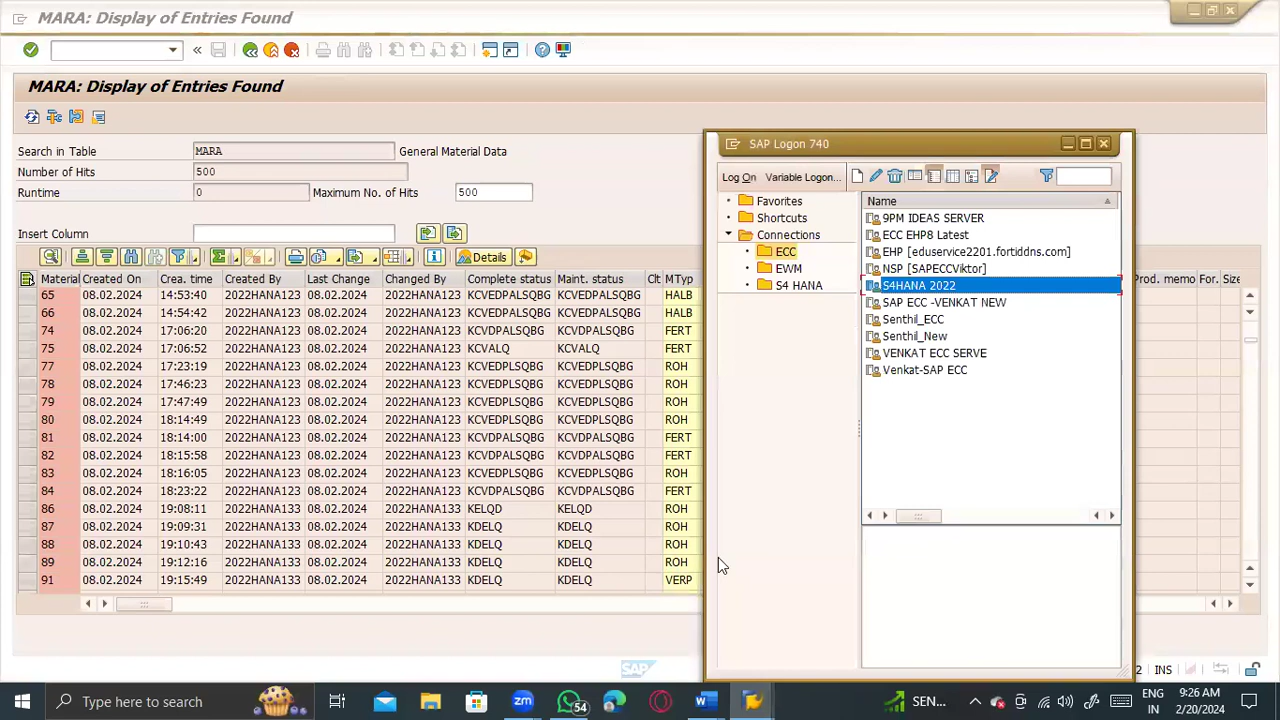 MARA: Display of Entries Found
MARA: Display of Entries Found
Search in Table MARA General Material Data
Number of Hits 500
Runtime 0 Maximum No. of Hits 500
Insert Column
Details
Material Created On Crea. time Created By Last Change Changed By Complete status Maint. status Clt MTyp
65 08.02.2024 14:53:40 2022HANA123 08.02.2024 2022HANA123 KCVEDPALSQBG KCVEDPALSQBG HALB
66 08.02.2024 14:54:42 2022HANA123 08.02.2024 2022HANA123 KCVEDPALSQBG KCVEDPALSQBG HALB
74 08.02.2024 17:06:20 2022HANA123 08.02.2024 2022HANA123 KCVDPALSQBG KCVDPALSQBG FERT
75 08.02.2024 17:06:52 2022HANA123 08.02.2024 2022HANA123 KCVALQ KCVALQ FERT
77 08.02.2024 17:23:19 2022HANA123 08.02.2024 2022HANA123 KCVEDPLSQBG KCVEDPLSQBG ROH
78 08.02.2024 17:46:23 2022HANA123 08.02.2024 2022HANA123 KCVEDPLSQBG KCVEDPLSQBG ROH
79 08.02.2024 17:47:49 2022HANA123 08.02.2024 2022HANA123 KCVEDPLSQBG KCVEDPLSQBG ROH
80 08.02.2024 18:14:49 2022HANA123 08.02.2024 2022HANA123 KCVEDPLSQBG KCVEDPLSQBG ROH
81 08.02.2024 18:14:00 2022HANA123 08.02.2024 2022HANA123 KCVDPALSQBG KCVDPALSQBG FERT
82 08.02.2024 18:15:58 2022HANA123 08.02.2024 2022HANA123 KCVDPALSQBG KCVDPALSQBG FERT
83 08.02.2024 18:16:05 2022HANA123 08.02.2024 2022HANA123 KCVEDPLSQBG KCVEDPLSQBG ROH
84 08.02.2024 18:23:22 2022HANA123 08.02.2024 2022HANA123 KCVDPALSQBG KCVDPALSQBG FERT
86 08.02.2024 19:08:11 2022HANA133 08.02.2024 2022HANA133 KELQD KELQD ROH
87 08.02.2024 19:09:31 2022HANA133 08.02.2024 2022HANA133 KDELQ KDELQ ROH
88 08.02.2024 19:10:43 2022HANA133 08.02.2024 2022HANA133 KDELQ KDELQ ROH
89 08.02.2024 19:12:16 2022HANA133 08.02.2024 2022HANA133 KDELQ KDELQ ROH
91 08.02.2024 19:15:49 2022HANA133 08.02.2024 2022HANA133 KDELQ KDELQ VERP
SAP Logon 740
Log On Variable Logon...
Favorites
Shortcuts
Connections
ECC
EWM
S4 HANA
Name
9PM IDEAS SERVER
ECC EHP8 Latest
EHP [eduservice2201.fortiddns.com]
NSP [SAPECCViktor]
S4HANA 2022
SAP ECC -VENKAT NEW
Senthil_ECC
Senthil_New
VENKAT ECC SERVE
Venkat-SAP ECC
Prod. memo For. Size
SAP
2 INS
Type here to search
zm
54
SEN...
ENG
IN
9:26 AM
2/20/2024